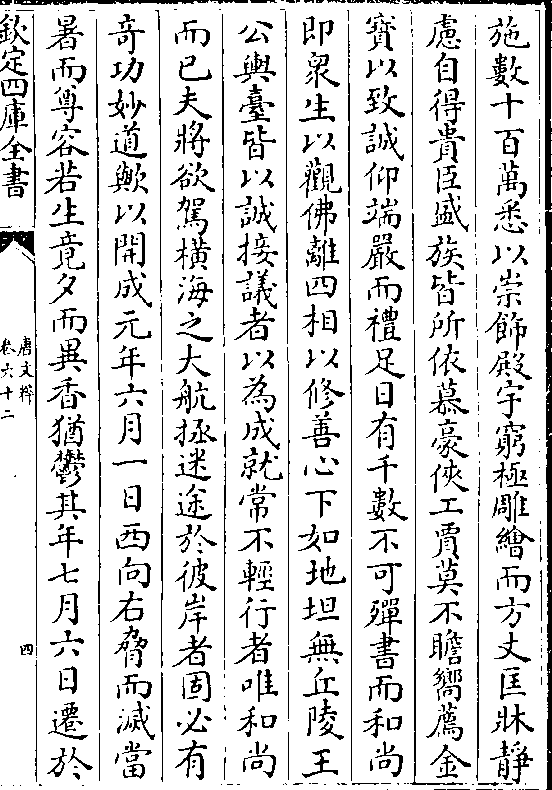 施數十百萬悉以崇飾殿宇窮極雕繪而方丈匡牀靜
慮自得貴臣盛族皆所依慕豪俠工賈莫不瞻嚮薦金
寳以致誠仰端嚴而禮足日有千數不可殫書而和尚
即衆生以觀佛離四相以修善心下如地坦無丘陵王
公輿臺皆以誠接議者以為成就常不輕行者唯和尚
而已夫將欲駕橫海之大航拯迷途於彼岸者固必有
奇功妙道歟以開成元年六月一日西向右脅而滅當
暑而尊容若生竟夕而異香猶鬱其年七月六日遷於
欽定四庫全書
唐文粹
卷六十二
四